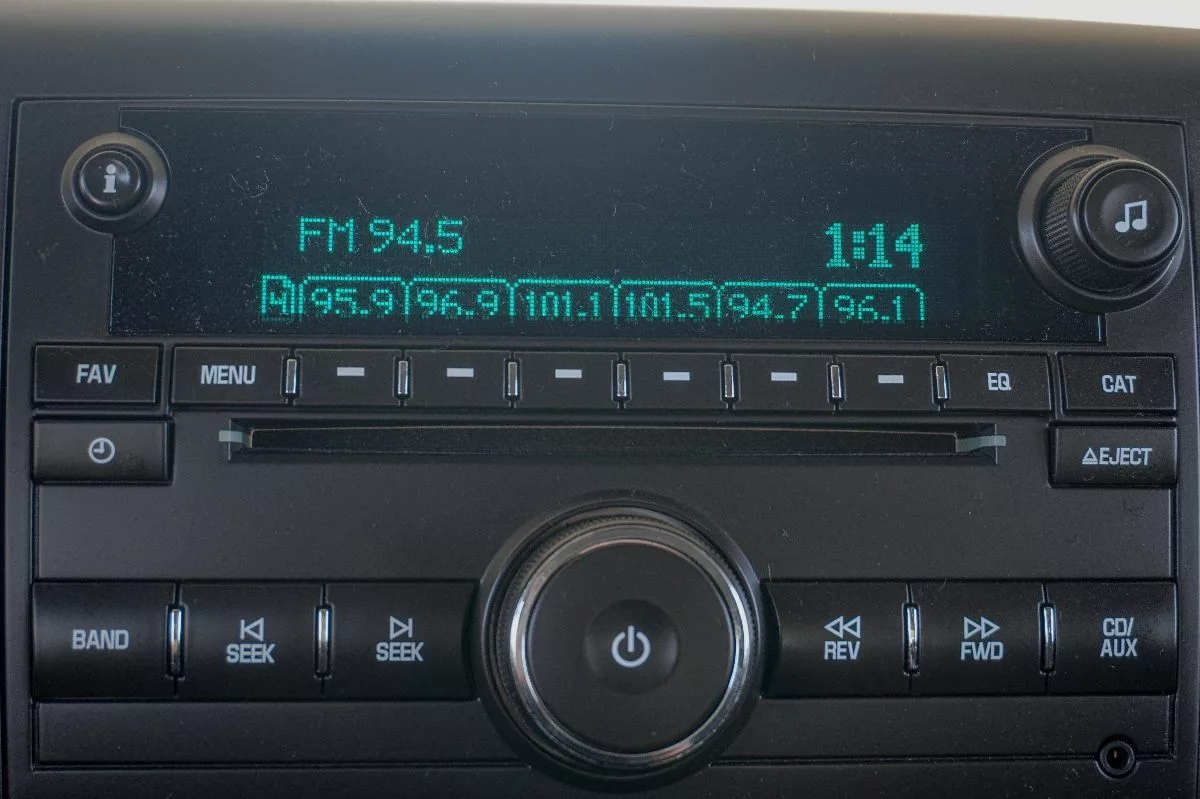 i
FM 94.5 1:14
4 95.9 96.9 101.1 101.5 94.7 96.1
FAV MENU EQ CAT
EJECT
BAND SEEK SEEK REV FWD CD/ AUX